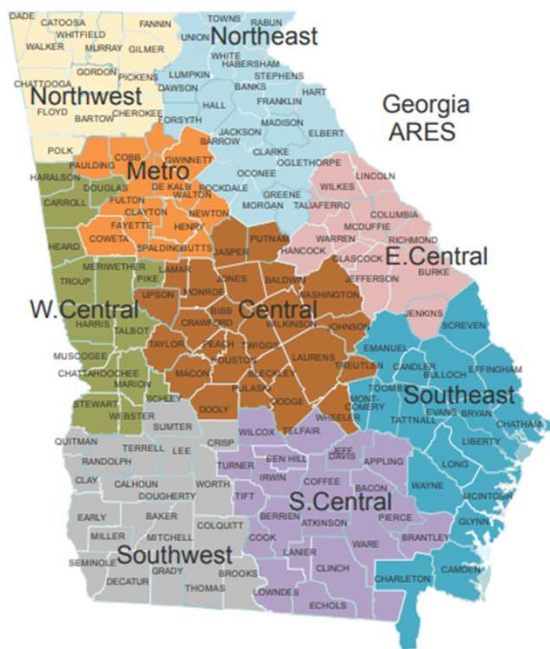 DADE
CATOOSA
FANNIN
TOWNS
RABUN
WHITFIELD
UNION
Northeast
WALKER
MURRAY
GILMER
WHITE
HABERSHAM
GORDON
LUMPKIN
STEPHENS
CHATTOOGA
PICKENS
DAWSON
BANKS
HART
Northwest
FRANKLIN
FLOYD
CHEROKEE
HALL
BARTOW
FORSYTH
MADISON
Georgia
ARES
JACKSON
ELBERT
POLK
COBB
GWINNETT
BARROW
CLARKE
PAULDING
Metro
OGLETHORPE
HARALSON
DOUGLAS
DE KALB
OCONEE
LINCOLN
WALTON
ROCKDALE
WILKES
CARROLL
FULTON
GREENE
TALIAFERRO
CLAYTON
NEWTON
MORGAN
COLUMBIA
FAYETTE
HENRY
MCDUFFIE
COWETA
SPALDING
BUTTS
PUTNAM
WARREN
RICHMOND
HEARD
JASPER
HANCOCK
GLASCOCK
E.Central
MERIWETHER
LAMAR
BURKE
TROUP
PIKE
JONES
BALDWIN
JEFFERSON
UPSON
MONROE
WASHINGTON
W.Central
BIBB
Central
JENKINS
HARRIS
CRAWFORD
WILKINSON
JOHNSON
SCREVEN
TALBOT
TAYLOR
PEACH
TWIGGS
EMANUEL
MUSCOGEE
HOUSTON
LAURENS
CANDLER
EFFINGHAM
CHATTAHOOCHEE
BLECKLEY
TREUTLEN
BULLOCH
MARION
MACON
PULASKI
TOOMBS
Southeast
STEWART
SCHLEY
DOOLY
DODGE
MONT-
COMERY
EVANS
BRYAN
WEBSTER
WHEELER
TATTNALL
CHATHAM
SUMTER
WILCOX
TELFAIR
QUITMAN
CRISP
LIBERTY
TERRELL
LEE
BEN HILL
JEFF
DAVIS
APPLING
RANDOLPH
TURNER
LONG
CLAY
CALHOUN
WORTH
IRWIN
COFFEE
WAYNE
DOUGHERTY
TIFT
BACON
MCINTOSH
EARLY
BAKER
S.Central
COLQUITT
BERRIEN
PIERCE
MILLER
MITCHELL
ATKINSON
GLYNN
COOK
BRANTLEY
Southwest
WARE
SEMINOLE
LANIER
GRADY
BROOKS
CLINCH
CAMDEN
DECATUR
CHARLETON
THOMAS
LOWNDES
ECHOLS